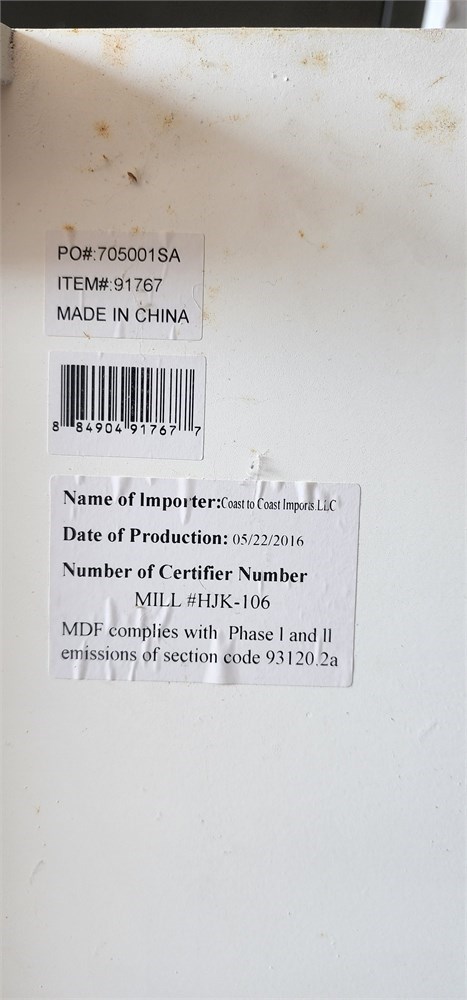 PO#:705001SA
ITEM#:91767
MADE IN CHINA
8 84904 91767 7
Name of Importer:Coast to Coast Imports.LLC
Date of Production: 05/22/2016
Number of Certifier Number
MILL #HJK-106
MDF complies with Phase I and II
emissions of section code 93120.2a